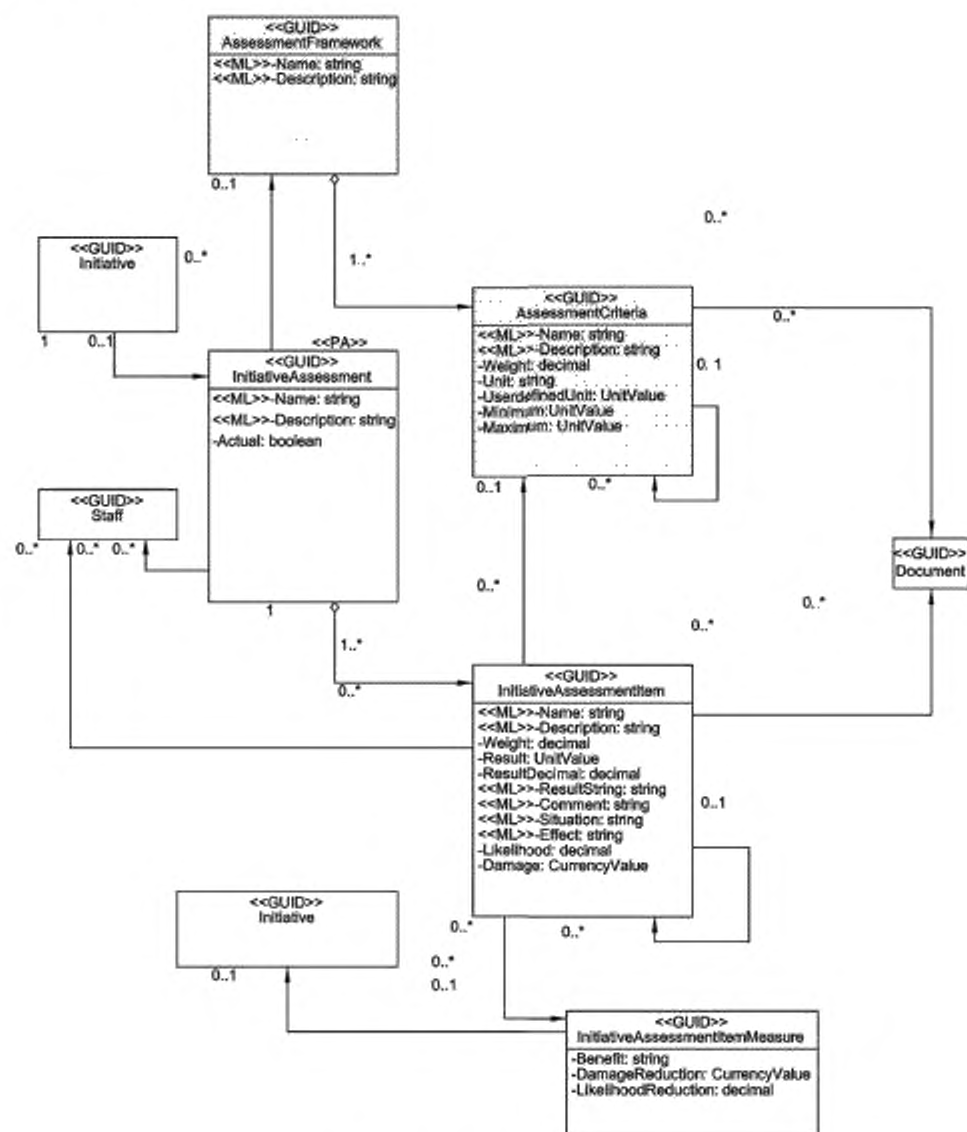 <<GUID>>
AssessmentFramework
<<ML>>-Name: string
<<ML>>-Description: string
0..1
0..*
<<GUID>>
Initiative
0..*
1..*
1
0..1
<<GUID>>
AssessmentCriteria
<<ML>>-Name: string
<<ML>>-Description: string
-Weight: decimal
-Unit: string
-UserdefinedUnit: UnitValue
-Minimum:UnitValue
-Maximum: UnitValue
0..*
0. 1
0..1
0..*
<<PA>>
<<GUID>>
InitiativeAssessment
<<ML>>-Name: string
<<ML>>-Description: string
-Actual: boolean
<<GUID>>
Staff
0..*
0..*
0..*
<<GUID>>
Document
1
0..*
0..*
0..*
1..*
0..*
<<GUID>>
InitiativeAssessmentItem
<<ML>>-Name: string
<<ML>>-Description: string
-Weight: decimal
-Result: UnitValue
-ResultDecimal: decimal
<<ML>>-ResultString: string
<<ML>>-Comment: string
<<ML>>-Situation: string
<<ML>>-Effect: string
-Likelihood: decimal
-Damage: CurrencyValue
0..1
<<GUID>>
Initiative
0..*
0..*
0..1
0..*
0..1
<<GUID>>
InitiativeAssessmentItemMeasure
-Benefit: string
-DamageReduction: CurrencyValue
-LikelihoodReduction: decimal